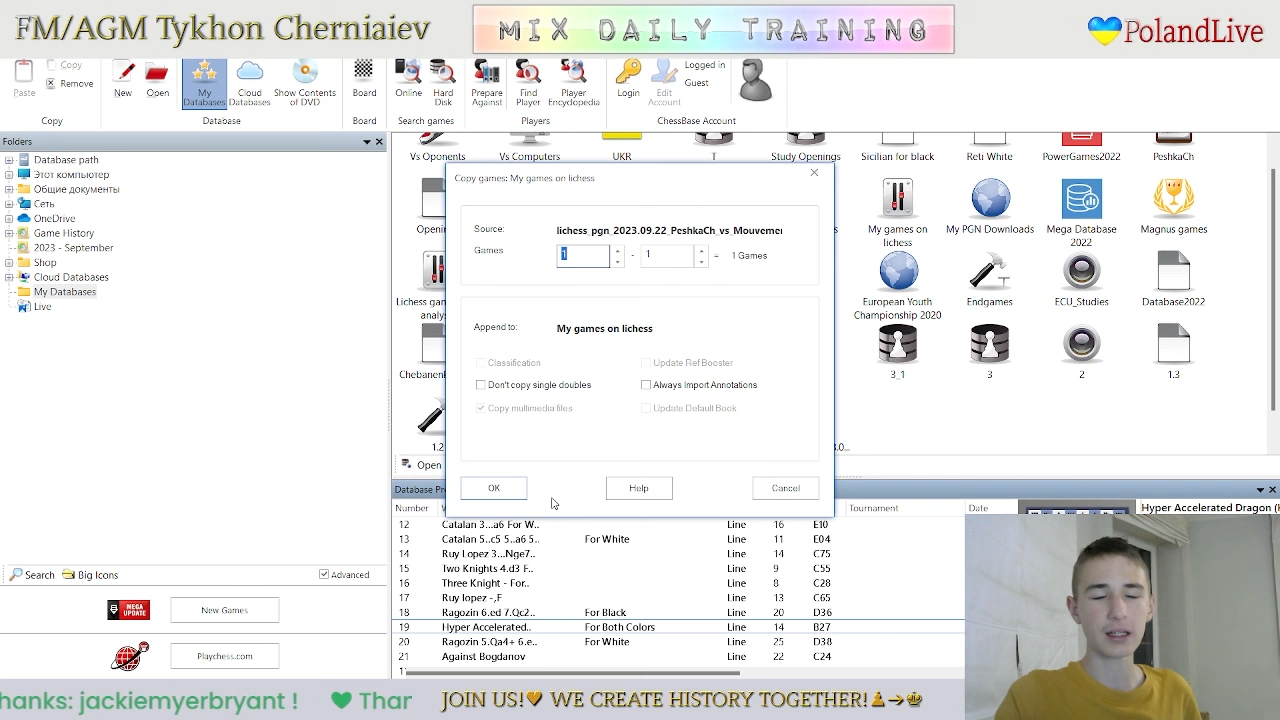 FM/AGM Tykhon Cherniaiev
MIX DAILY TRAINING
PolandLive
Paste
Copy
Remove
Copy
New
Open
My Databases
Cloud Databases
Show Contents of DVD
Database
Board
Board
Online
Hard Disk
Search games
Prepare Against
Find Player
Player Encyclopedia
Players
Login
Edit Account
Logged in
Guest
ChessBase Account
Folders
Database path
Этот компьютер
Общие документы
Сеть
OneDrive
Game History
2023 - September
Shop
Cloud Databases
My Databases
Live
Search
Big Icons
Advanced
MEGA UPDATE
New Games
Playchess.com
Vs Oponents
Vs Computers
UKR
T
Study Openings
Sicilian for black
Reti White
PowerGames2022
PeshkaCh
My games on lichess
My PGN Downloads
Mega Database 2022
Magnus games
European Youth Championship 2020
Endgames
ECU_Studies
Database2022
3_1
3
2
1.3
Open
Copy games: My games on lichess
Source:
lichess_pgn_2023.09.22_PeshkaCh_vs_Mouvemer
Games
1
-
1
=
1 Games
Append to:
My games on lichess
Classification
Update Ref Booster
Don't copy single doubles
Always Import Annotations
Copy multimedia files
Update Default Book
OK
Help
Cancel
Number
Tournament
Date
Hyper Accelerated Dragon (
12 Catalan 3...a6 For W.. Line 16 E10
13 Catalan 5..c5 5..a6 5.. For White Line 11 E04
14 Ruy Lopez 3...Nge7.. Line 14 C75
15 Two Knights 4.d3 F.. Line 9 C55
16 Three Knight - For.. Line 8 C28
17 Ruy lopez -,F Line 13 C65
18 Ragozin 6.ed 7.Qc2.. For Black Line 20 D36
19 Hyper Accelerated.. For Both Colors Line 14 B27
20 Ragozin 5.Qa4+ 6.e.. For White Line 25 D38
21 Against Bogdanov Line 22 C24
hanks: jackiemyerbryant !
JOIN US!♥ WE CREATE HISTORY TOGETHER!♟→♚